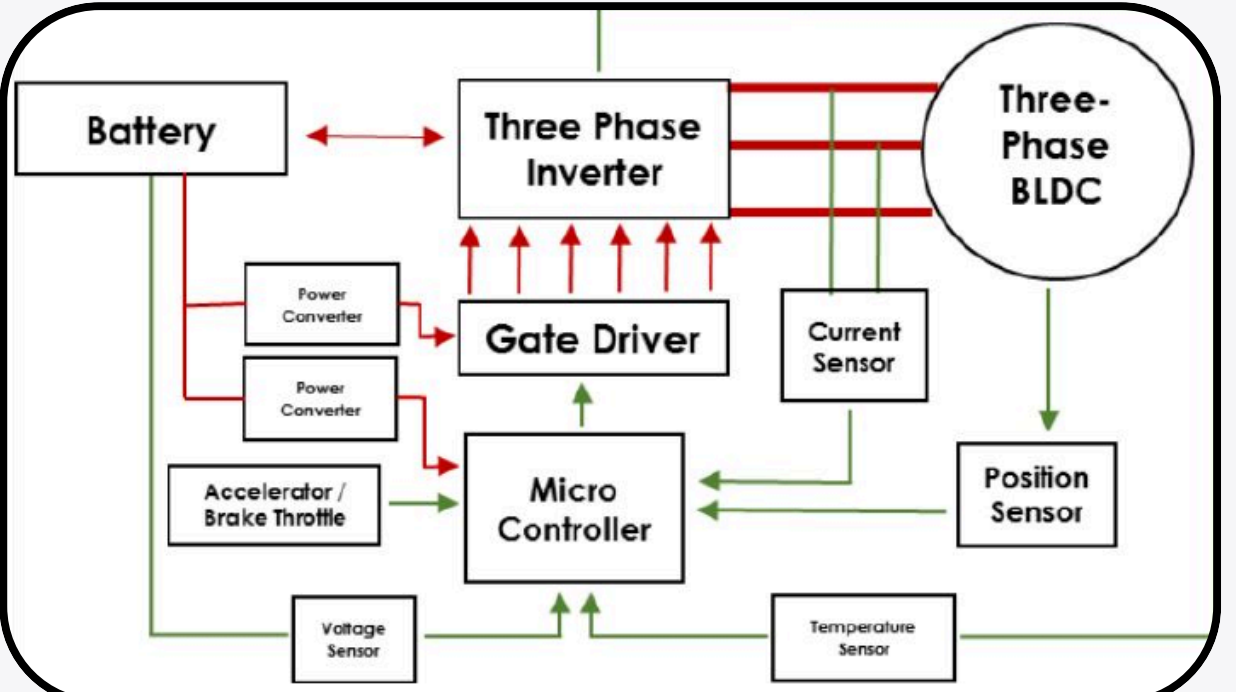 Battery
Three Phase
Inverter
Three-
Phase
BLDC
Power
Converter
Gate Driver
Current
Sensor
Power
Converter
Accelerator /
Brake Throttle
Micro
Controller
Position
Sensor
Voltage
Sensor
Temperature
Sensor